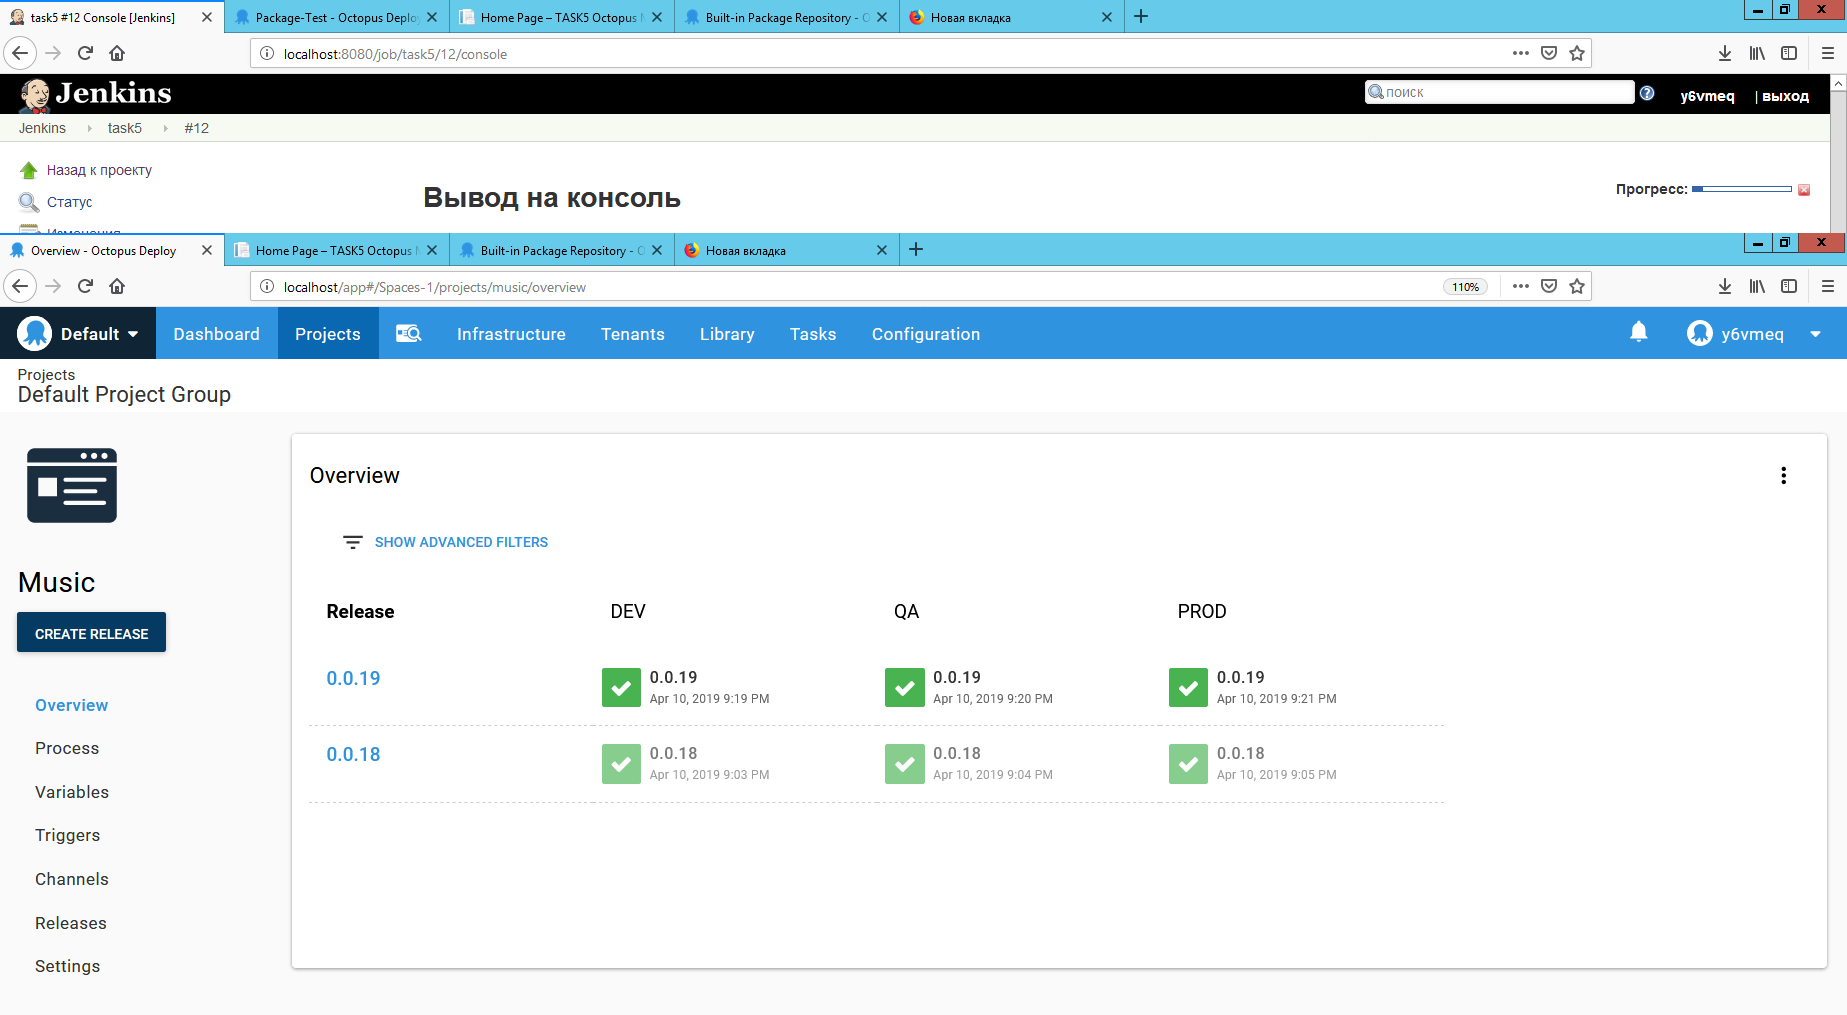 task5 #12 Console [Jenkins]
Package-Test - Octopus Deploy
Home Page – TASK5 Octopus
Built-in Package Repository - O
Новая вкладка
localhost:8080/job/task5/12/console
Jenkins
поиск
y6vmeq
| выход
Jenkins
task5
#12
Назад к проекту
Статус
Изменения
Вывод на консоль
Прогресс:
Overview - Octopus Deploy
Home Page – TASK5 Octopus
Built-in Package Repository - O
Новая вкладка
localhost/app#/Spaces-1/projects/music/overview
110%
Default
Dashboard
Projects
Infrastructure
Tenants
Library
Tasks
Configuration
y6vmeq
Projects
Default Project Group
Overview
SHOW ADVANCED FILTERS
Music
CREATE RELEASE
Overview
Process
Variables
Triggers
Channels
Releases
Settings
Release
DEV
QA
PROD
0.0.19
0.0.19
Apr 10, 2019 9:19 PM
0.0.19
Apr 10, 2019 9:20 PM
0.0.19
Apr 10, 2019 9:21 PM
0.0.18
0.0.18
Apr 10, 2019 9:03 PM
0.0.18
Apr 10, 2019 9:04 PM
0.0.18
Apr 10, 2019 9:05 PM